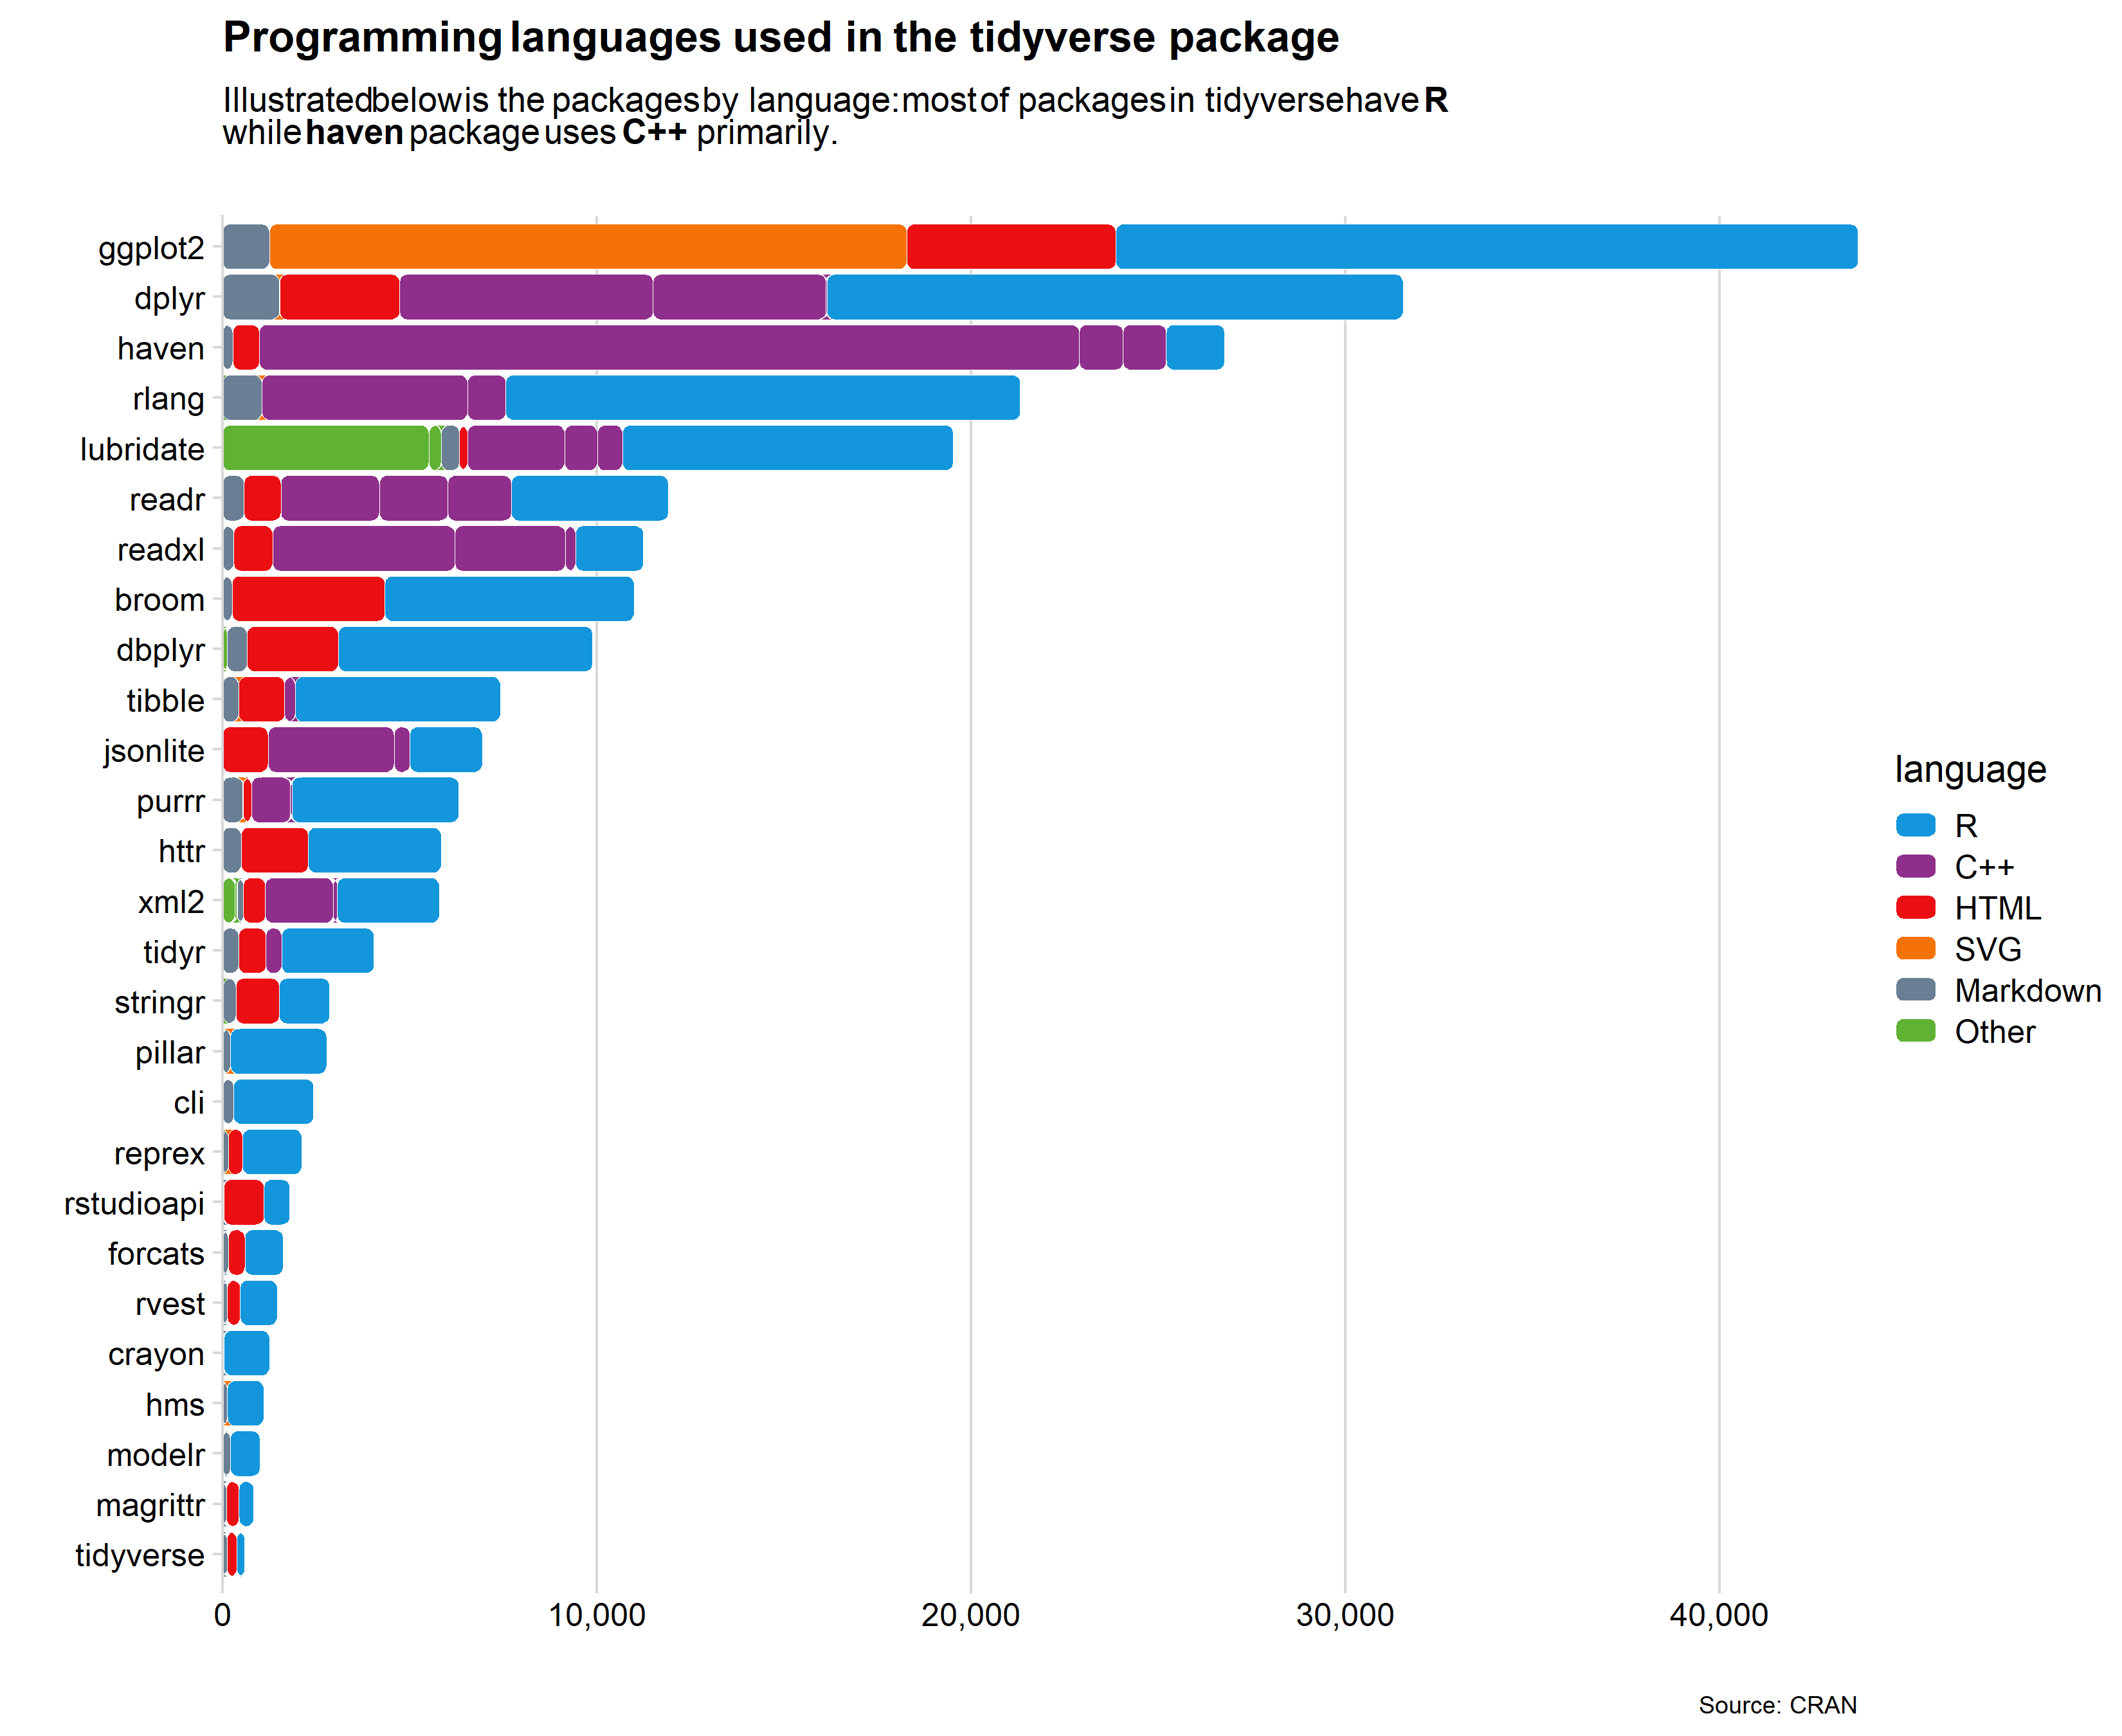 Programming languages used in the tidyverse package
Illustrated below is the packages by language: most of packages in tidyverse have R
while haven package uses C++ primarily.
ggplot2
dplyr
haven
rlang
lubridate
readr
readxl
broom
dbplyr
tibble
jsonlite
purrr
httr
xml2
tidyr
stringr
pillar
cli
reprex
rstudioapi
forcats
rvest
crayon
hms
modelr
magrittr
tidyverse
0 10,000 20,000 30,000 40,000
language
R
C++
HTML
SVG
Markdown
Other
Source: CRAN